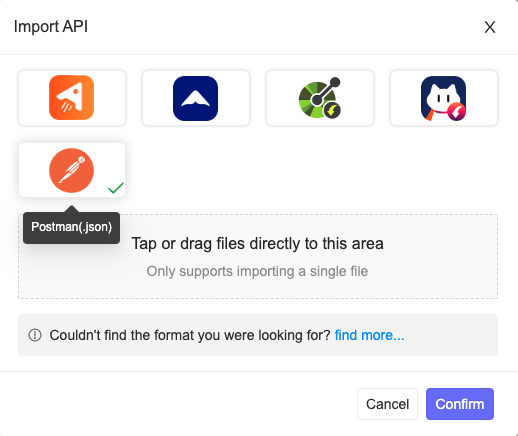 Import API
X
Postman(.json)
Tap or drag files directly to this area
Only supports importing a single file
Couldn't find the format you were looking for? find more...
Cancel Confirm